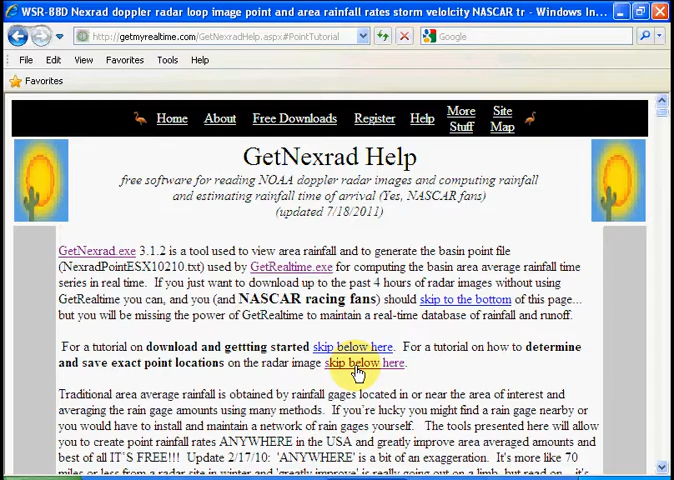 WSR-88D Nexrad doppler radar loop image point and area rainfall rates storm velolcity NASCAR tr - Windows In...
http://getmyrealtime.com/GetNexradHelp.aspx#PointTutorial
Google
File Edit View Favorites Tools Help
Favorites
Home About Free Downloads Register Help More Stuff Site Map
GetNexrad Help
free software for reading NOAA doppler radar images and computing rainfall
and estimating rainfall time of arrival (Yes, NASCAR fans)
(updated 7/18/2011)
GetNexrad.exe 3.1.2 is a tool used to view area rainfall and to generate the basin point file
(NexradPointESX10210.txt) used by GetRealtime.exe for computing the basin area average rainfall time
series in real time. If you just want to download up to the past 4 hours of radar images without using
GetRealtime you can, and you (and NASCAR racing fans) should skip to the bottom of this page...
but you will be missing the power of GetRealtime to maintain a real-time database of rainfall and runoff.
For a tutorial on download and gettting started skip below here. For a tutorial on how to determine
and save exact point locations on the radar image skip below here.
Traditional area average rainfall is obtained by rainfall gages located in or near the area of interest and
averaging the rain gage amounts using many methods. If you're lucky you might find a rain gage nearby or
you would have to install and maintain a network of rain gages yourself. The tools presented here will allow
you to create point rainfall rates ANYWHERE in the USA and greatly improve area averaged amounts and
best of all IT'S FREE!!! Update 2/17/10: 'ANYWHERE' is a bit of an exaggeration. It's more like 70
miles or less from a radar site in winter and 'greatly improve' is really going out on a limb, but read on... it's